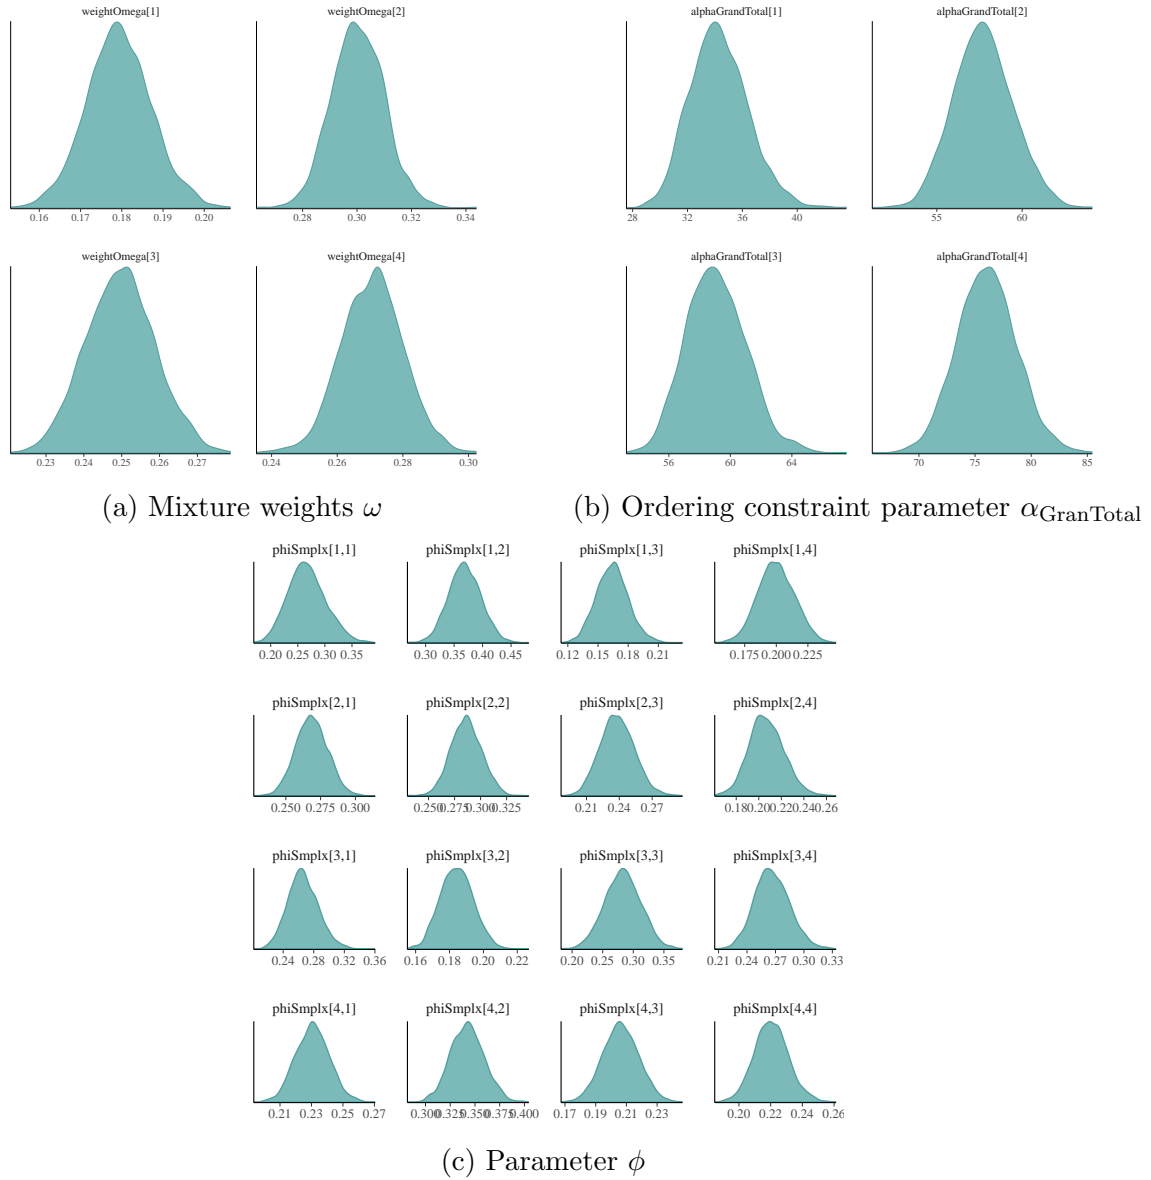 weightOmega[1] weightOmega[2] alphaGrandTotal[1] alphaGrandTotal[2]
0.16 0.17 0.18 0.19 0.20 0.28 0.30 0.32 0.34 28 32 36 40 55 60
weightOmega[3] weightOmega[4] alphaGrandTotal[3] alphaGrandTotal[4]
0.23 0.24 0.25 0.26 0.27 0.24 0.26 0.28 0.30 56 60 64 70 75 80 85
(a) Mixture weights ω (b) Ordering constraint parameter αGranTotal
phiSmplx[1,1] phiSmplx[1,2] phiSmplx[1,3] phiSmplx[1,4]
0.20 0.25 0.30 0.35 0.30 0.35 0.40 0.45 0.12 0.15 0.18 0.21 0.175 0.200 0.225
phiSmplx[2,1] phiSmplx[2,2] phiSmplx[2,3] phiSmplx[2,4]
0.250 0.275 0.300 0.250 0.275 0.300 0.325 0.21 0.24 0.27 0.18 0.20 0.22 0.24 0.26
phiSmplx[3,1] phiSmplx[3,2] phiSmplx[3,3] phiSmplx[3,4]
0.24 0.28 0.32 0.36 0.16 0.18 0.20 0.22 0.20 0.25 0.30 0.35 0.21 0.24 0.27 0.30 0.33
phiSmplx[4,1] phiSmplx[4,2] phiSmplx[4,3] phiSmplx[4,4]
0.21 0.23 0.25 0.27 0.300 0.325 0.350 0.375 0.400 0.17 0.19 0.21 0.23 0.20 0.22 0.24 0.26
(c) Parameter ϕ